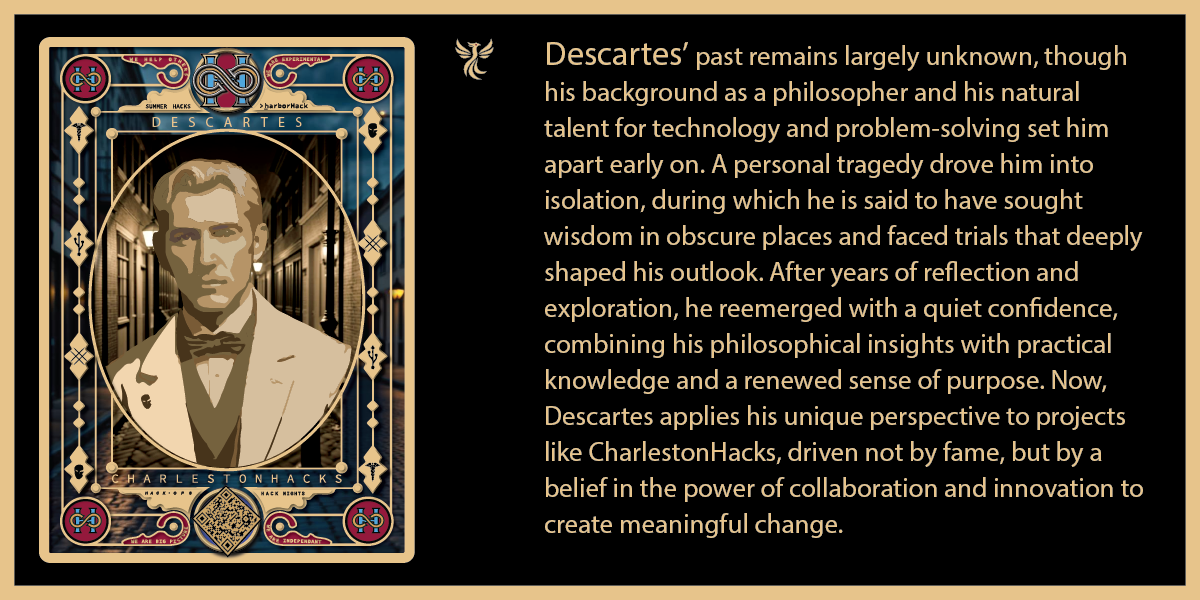 WE HELP OTHERS
WE ARE EXPERIMENTAL
SUMMER HACKS
>harborHack
DESCARTES
CHARLESTONHACKS
HACK-OPS
HACK NIGHTS
WE ARE INDEPENDANT
Descartes’ past remains largely unknown, though
his background as a philosopher and his natural
talent for technology and problem-solving set him
apart early on. A personal tragedy drove him into
isolation, during which he is said to have sought
wisdom in obscure places and faced trials that deeply
shaped his outlook. After years of reflection and
exploration, he reemerged with a quiet confidence,
combining his philosophical insights with practical
knowledge and a renewed sense of purpose. Now,
Descartes applies his unique perspective to projects
like CharlestonHacks, driven not by fame, but by a
belief in the power of collaboration and innovation to
create meaningful change.